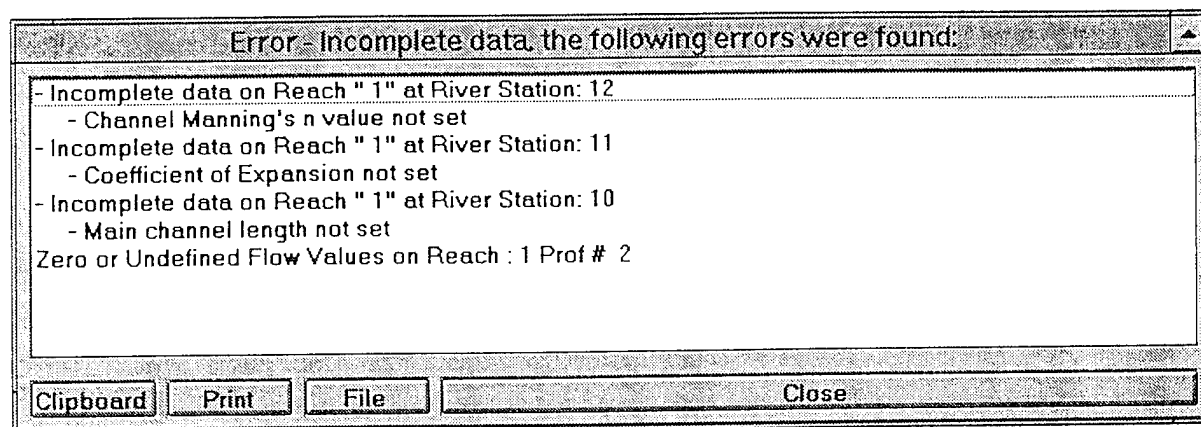 Error - Incomplete data, the following errors were found:
- Incomplete data on Reach " 1" at River Station: 12
- Channel Manning's n value not set
- Incomplete data on Reach " 1" at River Station: 11
- Coefficient of Expansion not set
- Incomplete data on Reach " 1" at River Station: 10
- Main channel length not set
Zero or Undefined Flow Values on Reach : 1 Prof # 2
Clipboard Print File Close